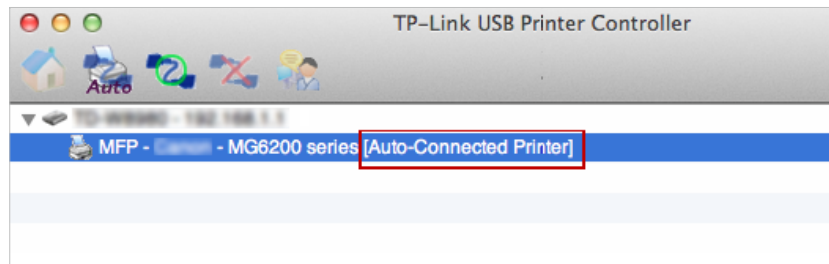 TP-Link USB Printer Controller
Auto
MFP - - MG6200 series [Auto-Connected Printer]